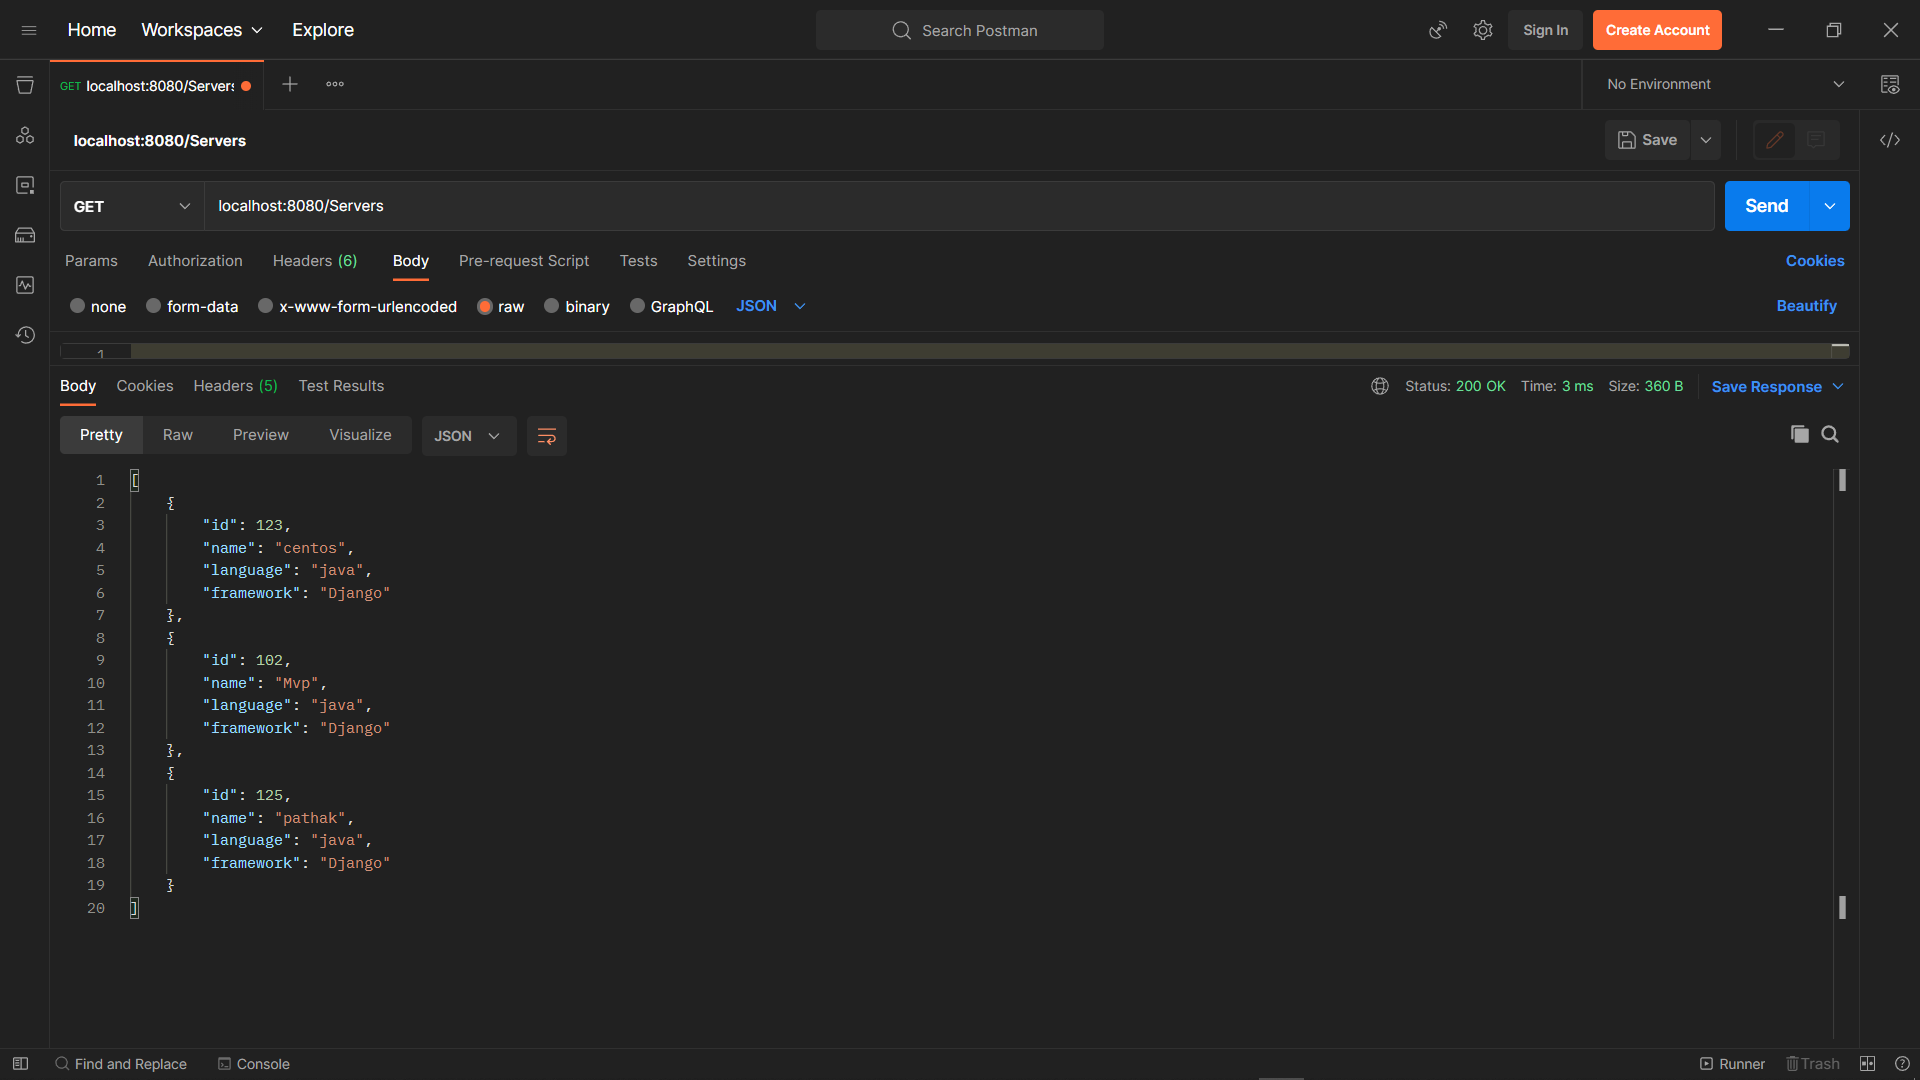 Home Workspaces Explore Search Postman Sign In Create Account
GET localhost:8080/Servers No Environment
localhost:8080/Servers Save
GET localhost:8080/Servers Send
Params Authorization Headers (6) Body Pre-request Script Tests Settings Cookies
none form-data x-www-form-urlencoded raw binary GraphQL JSON Beautify
1
Body Cookies Headers (5) Test Results Status: 200 OK Time: 3 ms Size: 360 B Save Response
Pretty Raw Preview Visualize JSON
1 [
2 {
3 "id": 123,
4 "name": "centos",
5 "language": "java",
6 "framework": "Django"
7 },
8 {
9 "id": 102,
10 "name": "Mvp",
11 "language": "java",
12 "framework": "Django"
13 },
14 {
15 "id": 125,
16 "name": "pathak",
17 "language": "java",
18 "framework": "Django"
19 }
20 ]
Find and Replace Console Runner Trash